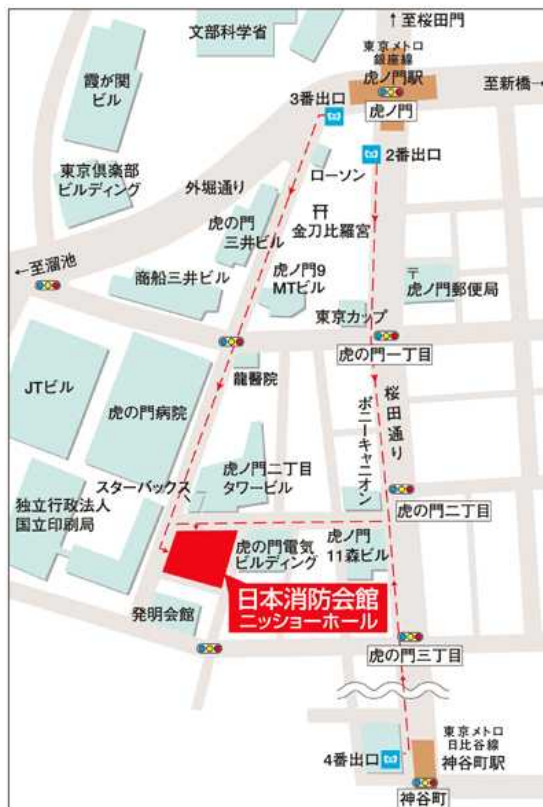 ↑至桜田門
文部科学省
東京メトロ
銀座線
虎ノ門駅
至新橋→
霞が関
ビル
3番出口
虎ノ門
2番出口
ローソン
東京倶楽部
ビルディング
外堀通り
金刀比羅宮
虎の門
三井ビル
←至溜池
商船三井ビル
虎ノ門9
MTビル
〒
虎ノ門郵便局
東京カップ
虎の門一丁目
龍醫院
JTビル
虎の門病院
桜田通り
ポニーキャニオン
虎ノ門二丁目
タワービル
スターバックス
独立行政法人
国立印刷局
虎の門二丁目
虎の門電気
ビルディング
虎ノ門
11森ビル
日本消防会館
ニッショーホール
発明会館
虎の門三丁目
東京メトロ
日比谷線
神谷町駅
4番出口
神谷町